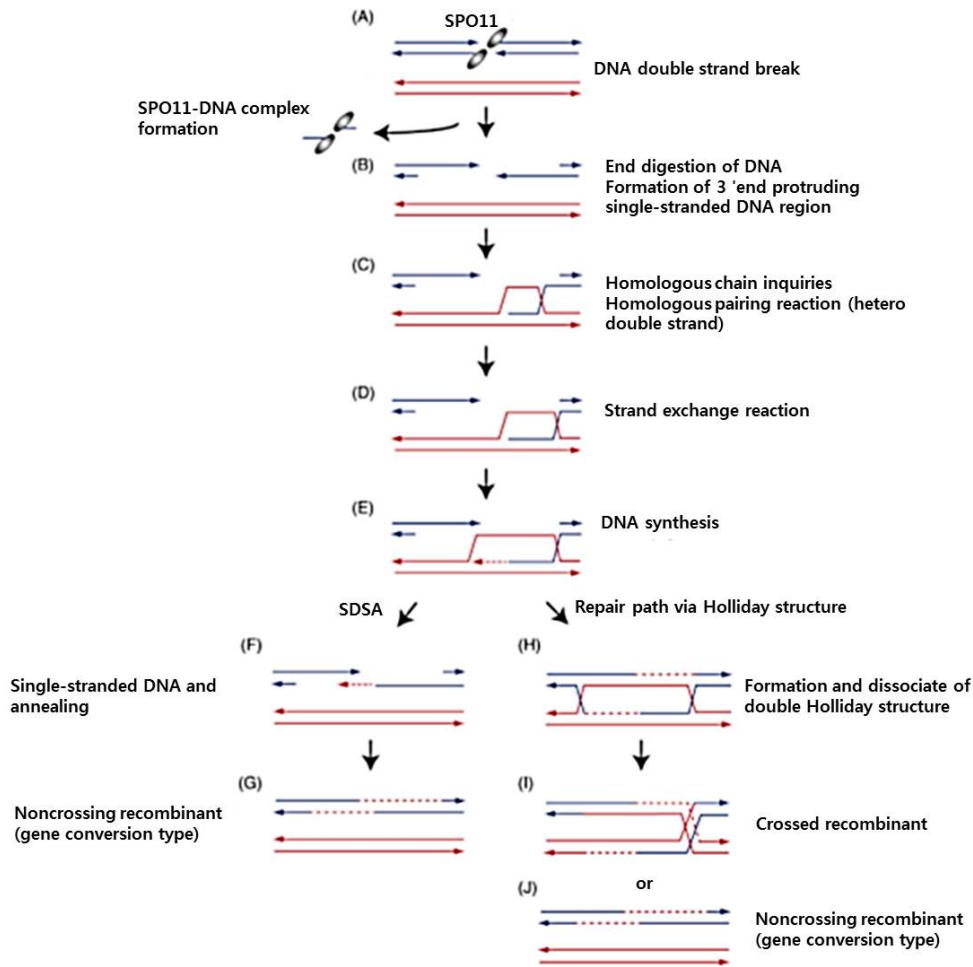 (A)
SPO11
DNA double strand break
SPO11-DNA complex
formation
(B)
End digestion of DNA
Formation of 3 'end protruding
single-stranded DNA region
(C)
Homologous chain inquiries
Homologous pairing reaction (hetero
double strand)
(D)
Strand exchange reaction
(E)
DNA synthesis
SDSA
Repair path via Holliday structure
(F)
Single-stranded DNA and
annealing
(H)
Formation and dissociate of
double Holliday structure
(G)
Noncrossing recombinant
(gene conversion type)
(I)
Crossed recombinant
or
(J)
Noncrossing recombinant
(gene conversion type)